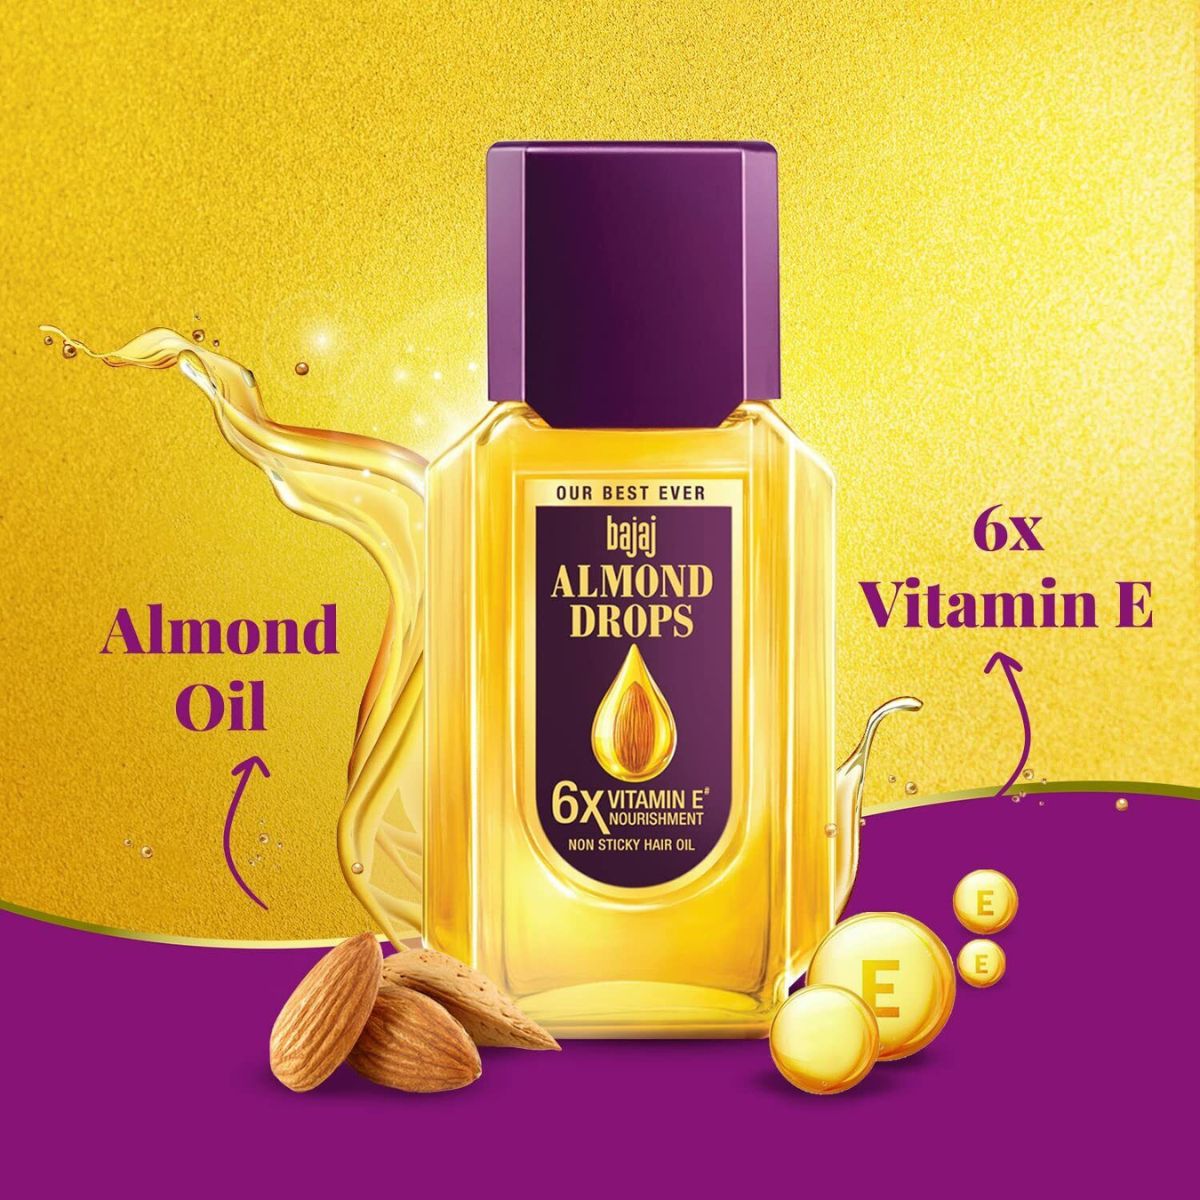 OUR BEST EVER
bajaj
ALMOND
DROPS
6X VITAMIN E#
NOURISHMENT
NON STICKY HAIR OIL
Almond
Oil
6x
Vitamin E
E
E
E